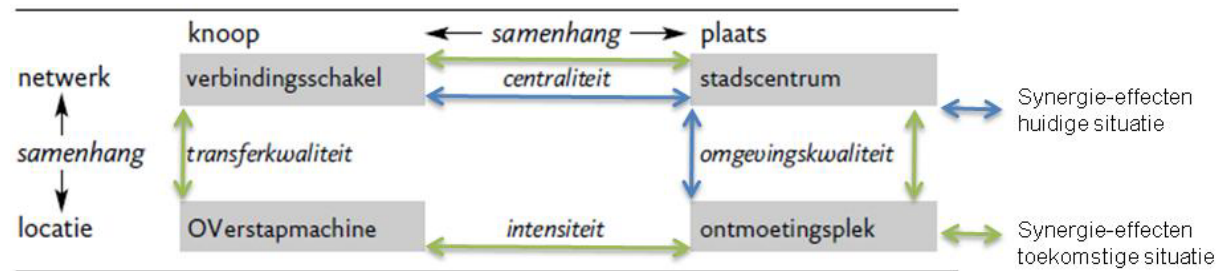 knoop samenhang plaats
netwerk verbindingsschakel centraliteit stadscentrum
Synergie-effecten
huidige situatie
samenhang transferkwaliteit omgevingskwaliteit
locatie OVerstapmachine intensiteit ontmoetingsplek
Synergie-effecten
toekomstige situatie